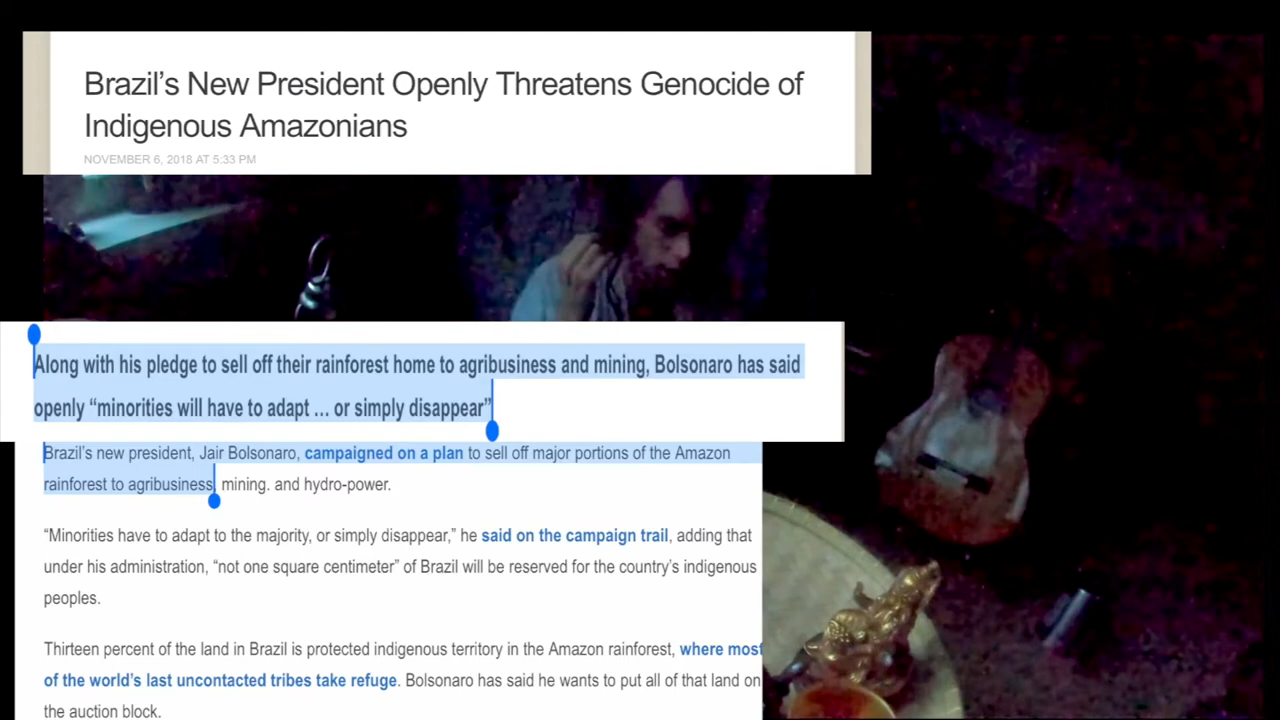 Brazil's New President Openly Threatens Genocide of
Indigenous Amazonians
NOVEMBER 6, 2018 AT 5:33 PM
Along with his pledge to sell off their rainforest home to agribusiness and mining, Bolsonaro has said
openly “minorities will have to adapt ... or simply disappear”
Brazil's new president, Jair Bolsonaro, campaigned on a plan to sell off major portions of the Amazon
rainforest to agribusiness, mining. and hydro-power.
“Minorities have to adapt to the majority, or simply disappear,” he said on the campaign trail, adding that
under his administration, “not one square centimeter” of Brazil will be reserved for the country's indigenous
peoples.
Thirteen percent of the land in Brazil is protected indigenous territory in the Amazon rainforest, where most
of the world's last uncontacted tribes take refuge. Bolsonaro has said he wants to put all of that land on
the auction block.